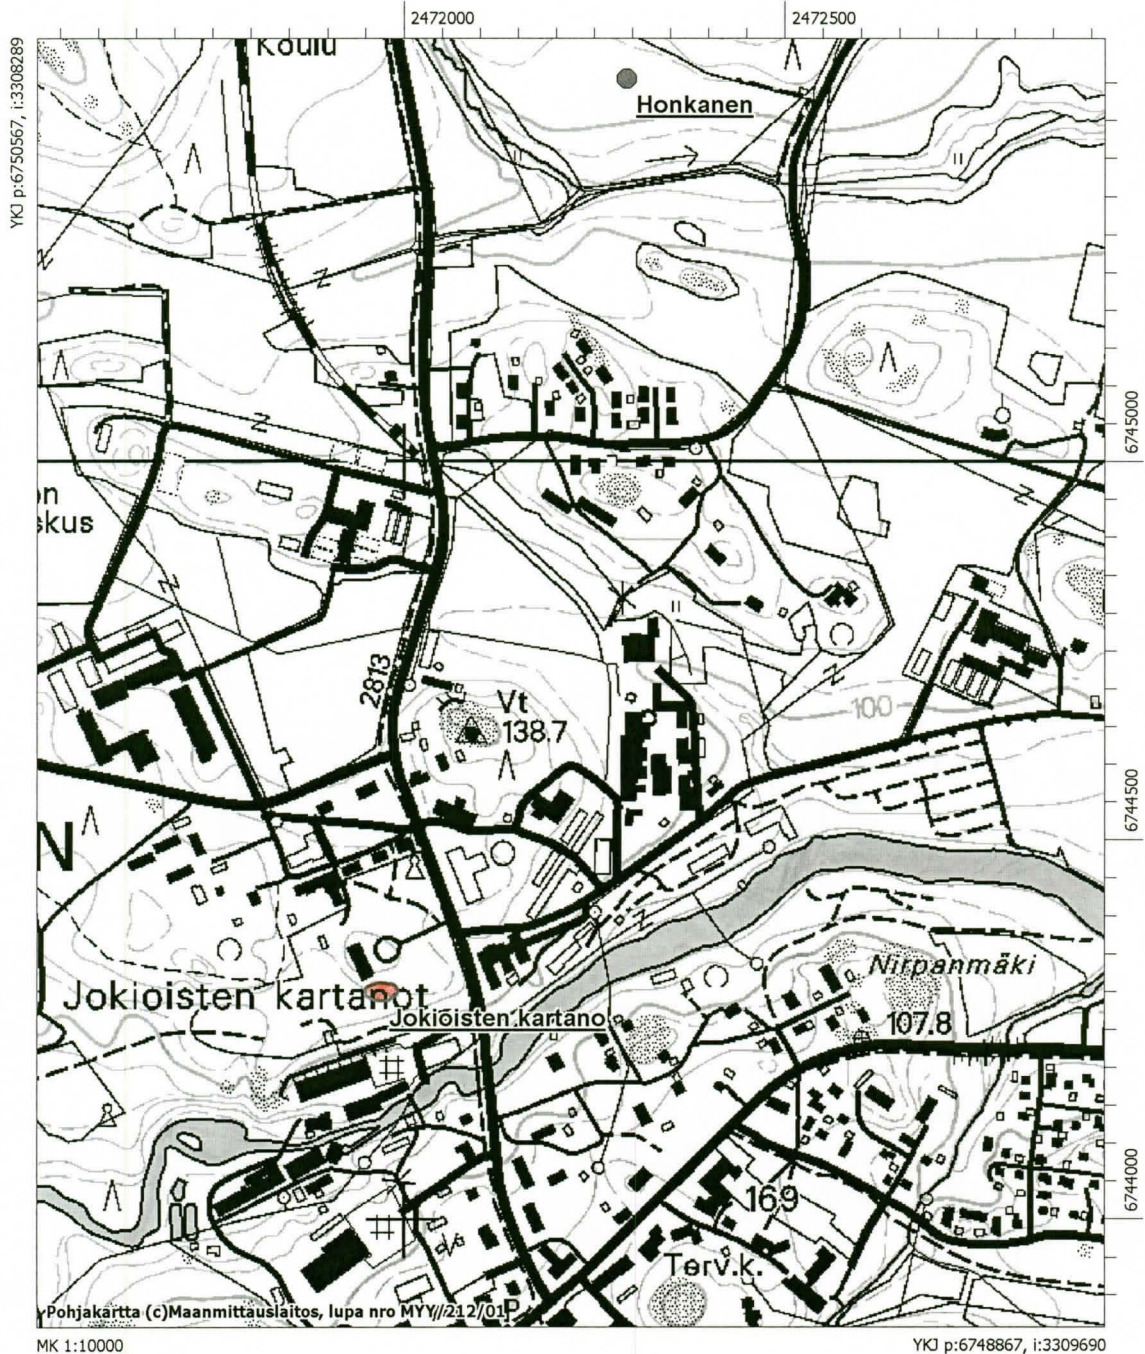 2472000
2472500
YKJ p:6750567, i:3308289
Koulu
Honkanen
6745000
on
skus
2813
Vt
138.7
100
6744500
N
Nirpanmäki
Jokioisten kartanot
Jokioisten kartano
107.8
169
6744000
Terv.k.
P
Pohjakartta (c)Maanmittauslaitos, lupa nro MYY/212/01
MK 1:10000
YKJ p:6748867, i:3309690